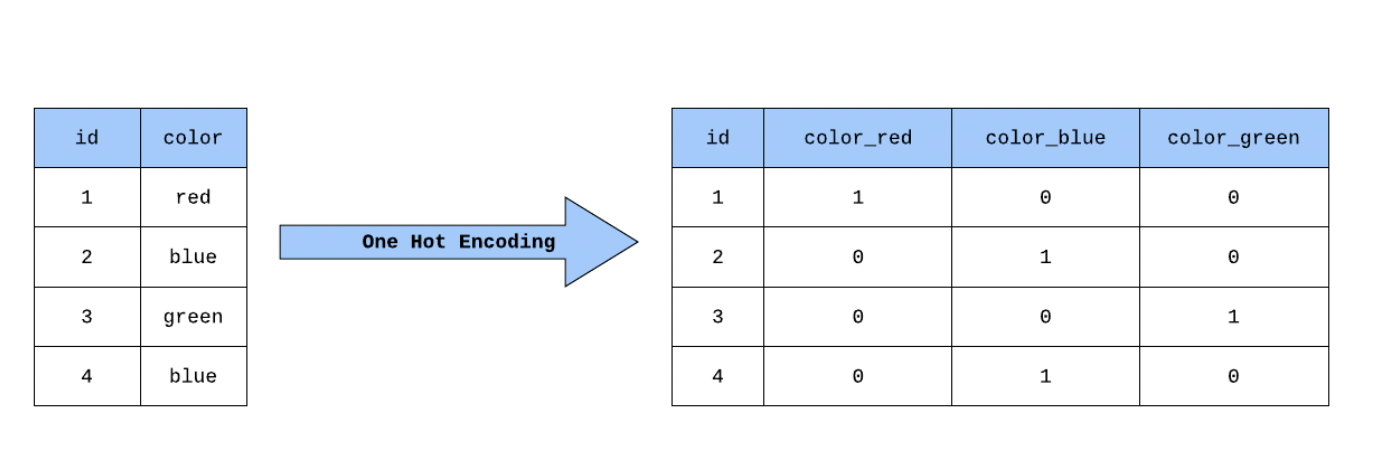 id color
1 red
2 blue
3 green
4 blue
One Hot Encoding
id color_red color_blue color_green
1 1 0 0
2 0 1 0
3 0 0 1
4 0 1 0